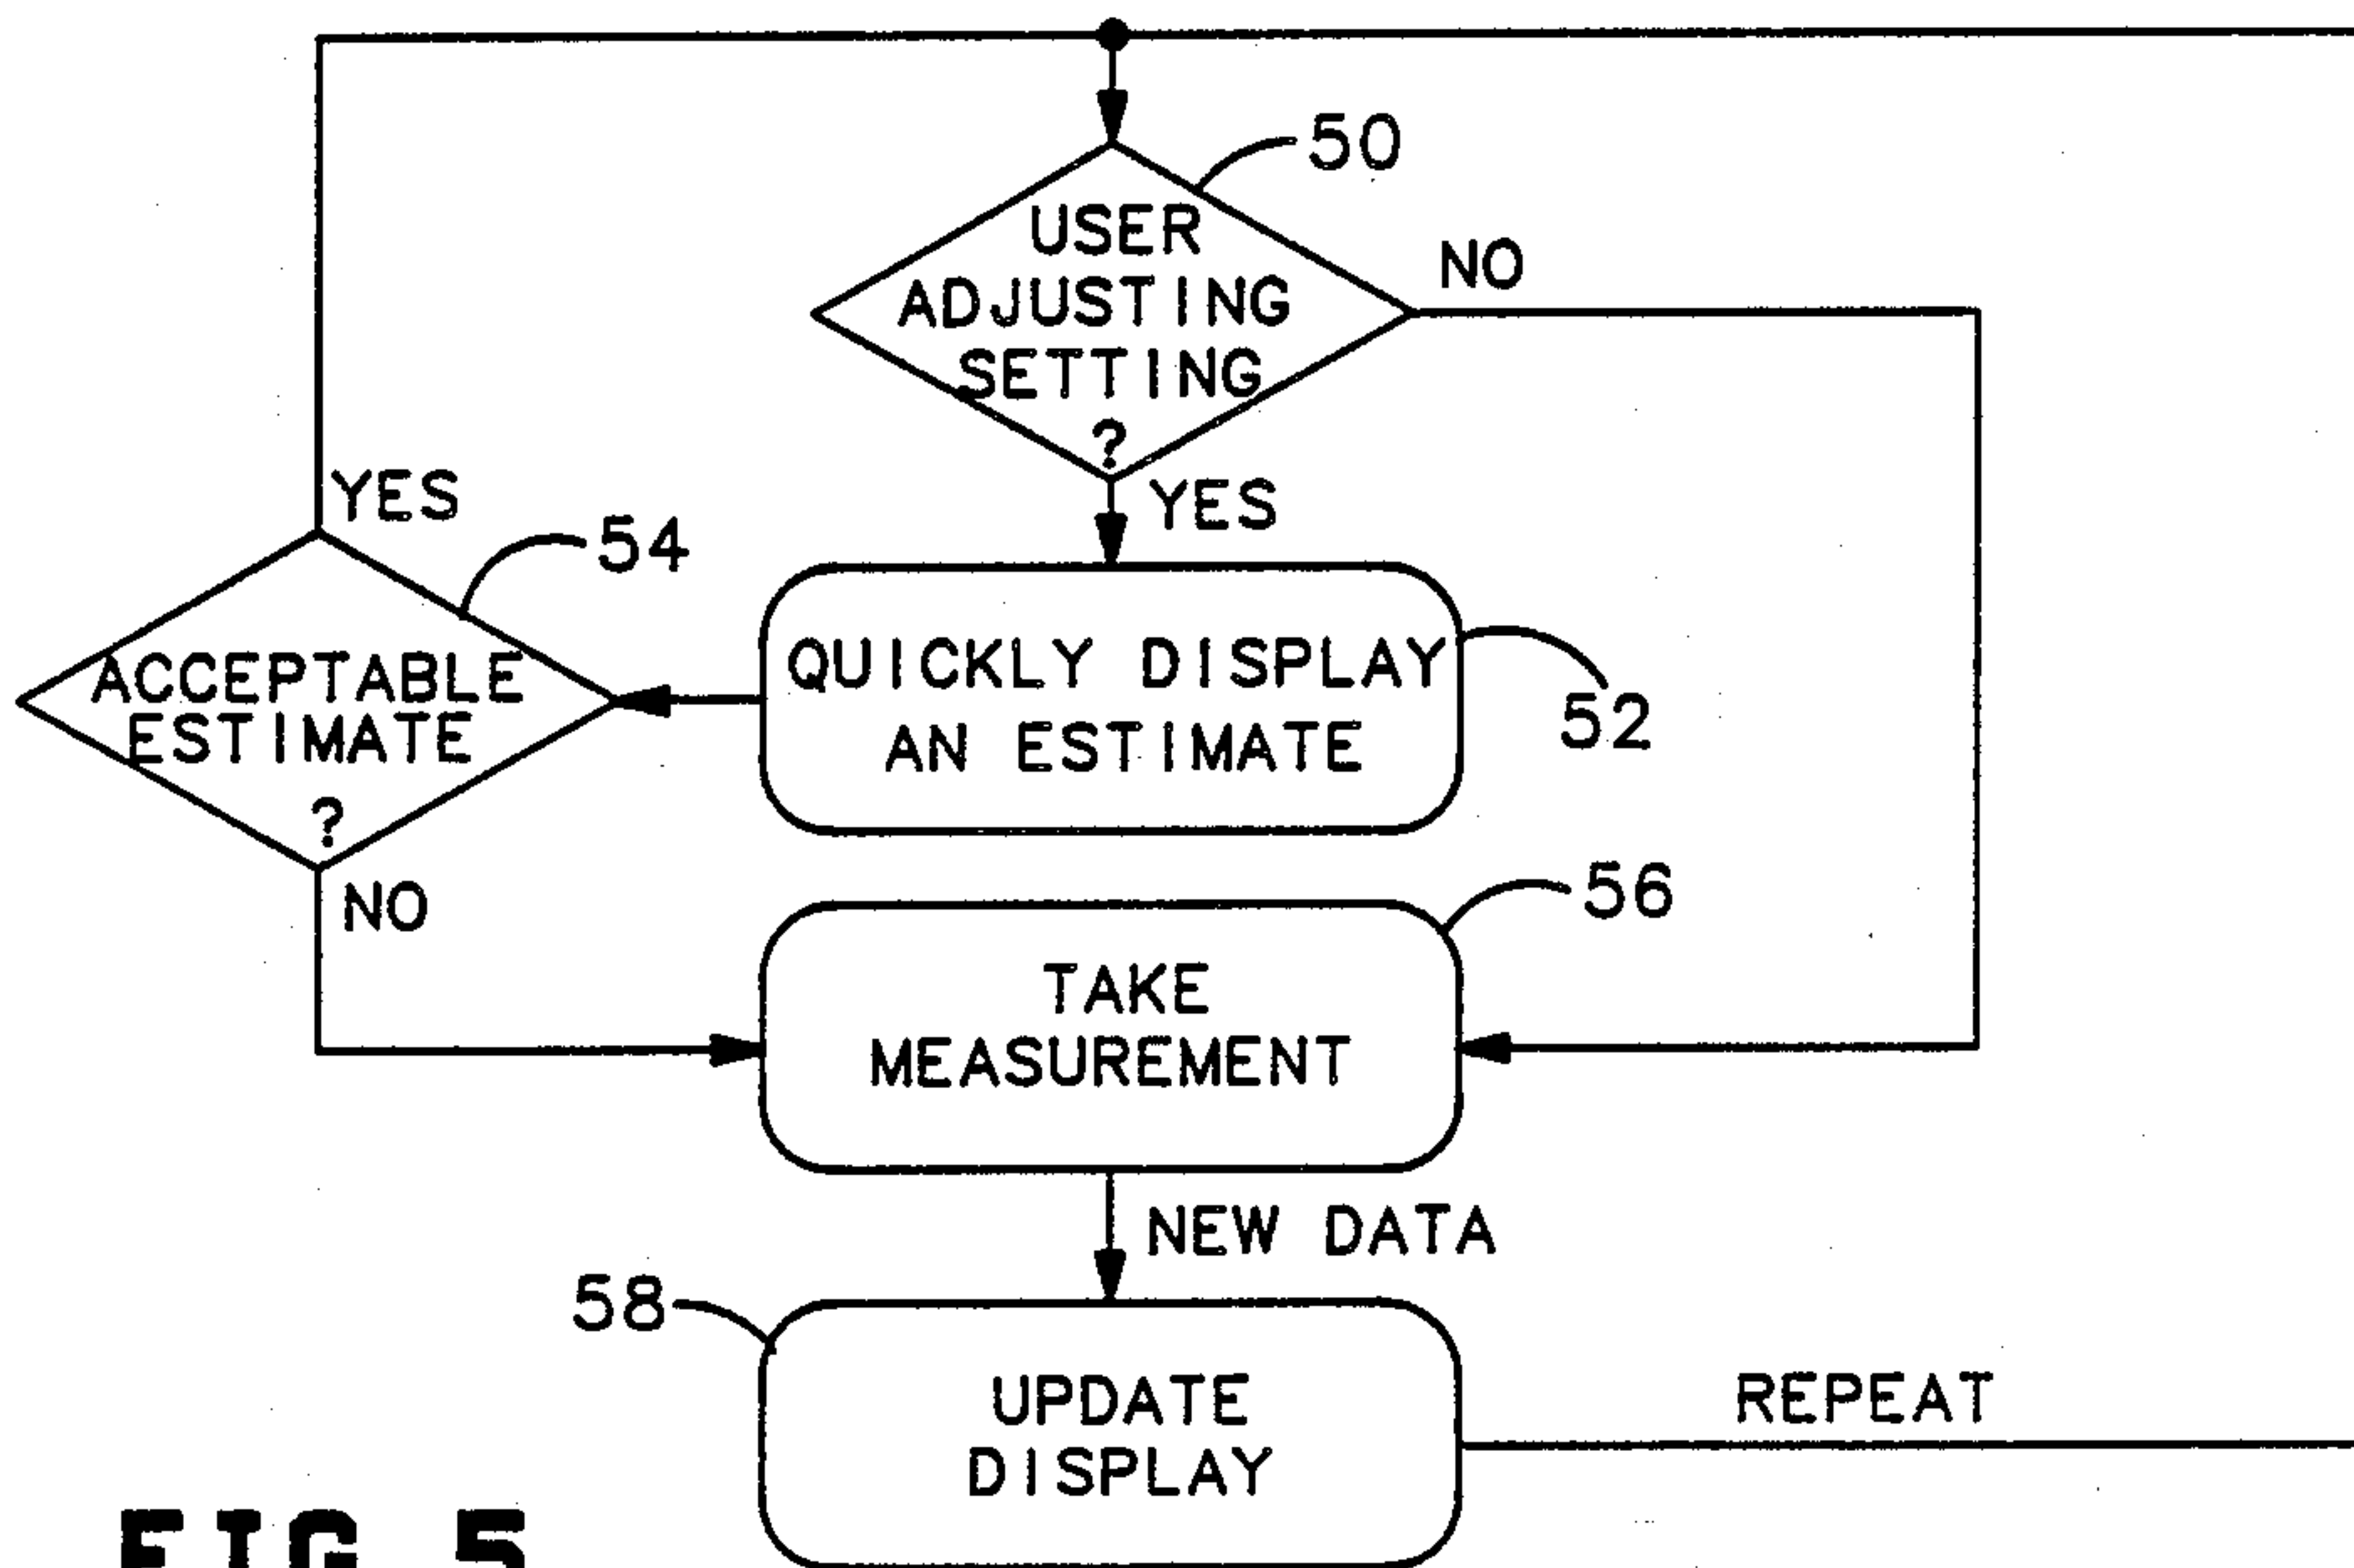 50
USER
ADJUSTING
SETTING
?
NO
YES
YES
54
ACCEPTABLE
ESTIMATE
?
QUICKLY DISPLAY
AN ESTIMATE
52
NO
56
TAKE
MEASUREMENT
NEW DATA
58
UPDATE
DISPLAY
REPEAT
FIG 5